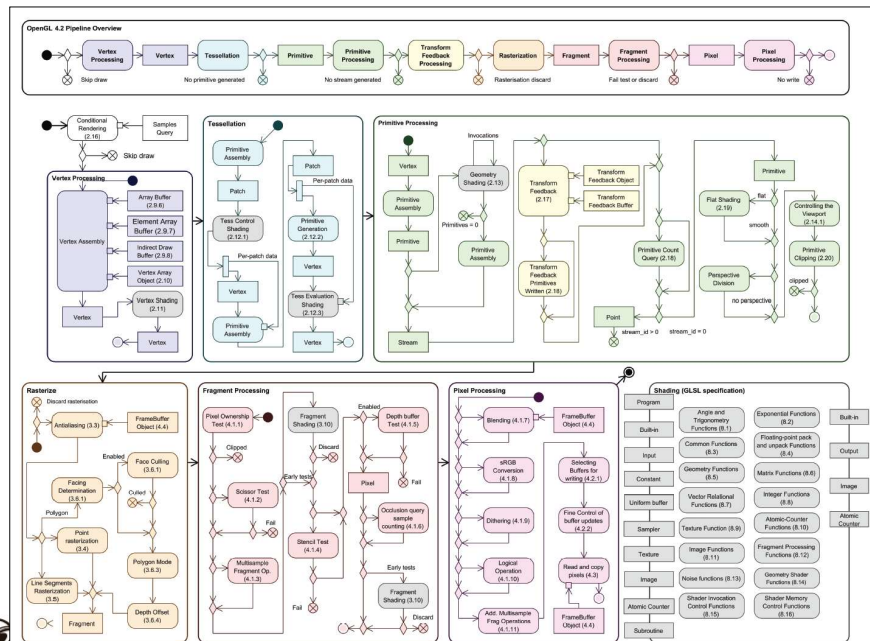 OpenGL 4.2 Pipeline Overview
Vertex
Processing
Vertex
Tessellation
Primitive
Primitive
Processing
Transform
Feedback
Processing
Rasterization
Fragment
Fragment
Processing
Pixel
Pixel
Processing
Skip draw
No primitive generated
No stream generated
Rasterisation discard
Fail test or discard
No write
Conditional
Rendering
(2.16)
Samples
Query
Skip draw
Vertex Processing
Vertex Assembly
Array Buffer
(2.9.6)
Element Array
Buffer (2.9.7)
Indirect Draw
Buffer (2.9.8)
Vertex Array
Object (2.10)
Vertex
Vertex Shading
(2.11)
Vertex
Tessellation
Primitive
Assembly
Patch
Tess Control
Shading
(2.12.1)
Per-patch data
Vertex
Primitive
Assembly
Patch
Per-patch data
Primitive
Generation
(2.12.2)
Vertex
Tess Evaluation
Shading
(2.12.3)
Vertex
Primitive Processing
Vertex
Primitive
Assembly
Primitive
Stream
Invocations
Geometry
Shading (2.13)
Primitives = 0
Primitive
Assembly
Transform
Feedback
(2.17)
Transform
Feedback Object
Transform
Feedback Buffer
Transform
Feedback
Primitives
Written (2.18)
Primitive Count
Query (2.18)
Point
stream_id > 0
stream_id = 0
Primitive
flat
Flat Shading
(2.19)
smooth
Perspective
Division
no perspective
Controlling the
Viewport
(2.14.1)
Primitive
Clipping (2.20)
clipped
Rasterize
Discard rasterisation
Antialiasing (3.3)
FrameBuffer
Object (4.4)
Enabled
Face Culling
(3.6.1)
Facing
Determination
(3.6.1)
Culled
Polygon
Point
rasterization
(3.4)
Polygon Mode
(3.6.3)
Line Segments
Rasterization
(3.5)
Depth Offset
(3.6.4)
Fragment
Fragment Processing
Pixel Ownership
Test (4.1.1)
Clipped
Scissor Test
(4.1.2)
Fail
Multisample
Fragment Op.
(4.1.3)
Fragment
Shading (3.10)
Discard
Early tests
Stencil Test
(4.1.4)
Fail
Enabled
Depth buffer
Test (4.1.5)
Fail
Pixel
Occlusion query
sample
counting (4.1.6)
Early tests
Fragment
Shading (3.10)
Discard
Pixel Processing
Blending (4.1.7)
FrameBuffer
Object (4.4)
sRGB
Conversion
(4.1.8)
Dithering (4.1.9)
Logical
Operation
(4.1.10)
Add. Multisample
Frag Operations
(4.1.11)
Selecting
Buffers for
writing (4.2.1)
Fine Control of
buffer updates
(4.2.2)
Read and copy
pixels (4.3)
FrameBuffer
Object (4.4)
Shading (GLSL specification)
Program
Built-in
Input
Constant
Uniform buffer
Sampler
Texture
Image
Atomic Counter
Subroutine
Angle and
Trigonometry
Functions (8.1)
Common Functions
(8.3)
Geometry Functions
(8.5)
Vector Relational
Functions (8.7)
Texture Function (8.9)
Image Functions
(8.11)
Noise functions (8.13)
Shader Invocation
Control Functions
(8.15)
Exponential Functions
(8.2)
Floating-point pack
and unpack Functions
(8.4)
Matrix Functions (8.6)
Integer Functions
(8.8)
Atomic-Counter
Functions (8.10)
Fragment Processing
Functions (8.12)
Geometry Shader
Functions (8.14)
Shader Memory
Control Functions
(8.16)
Built-in
Output
Image
Atomic
Counter